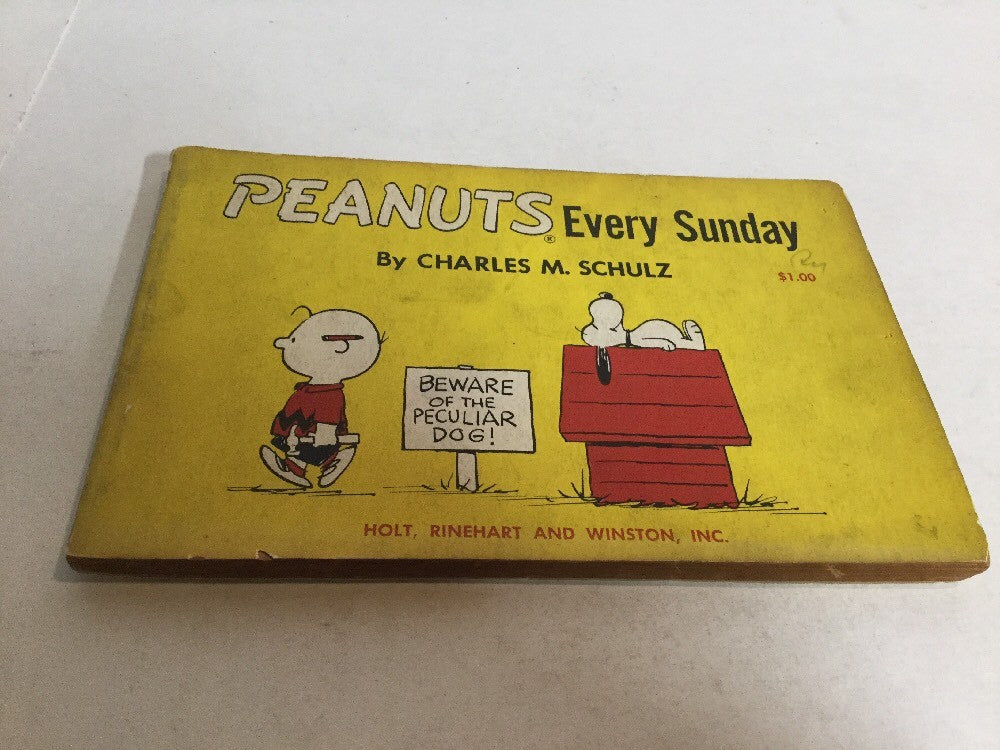 PEANUTS® Every Sunday
By CHARLES M. SCHULZ
$1.00
BEWARE
OF THE
PECULIAR
DOG!
HOLT, RINEHART AND WINSTON, INC.